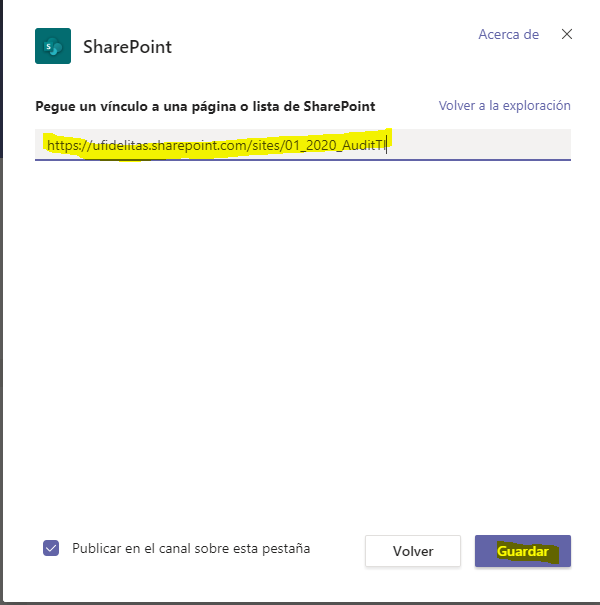 SharePoint
Acerca de
Pegue un vínculo a una página o lista de SharePoint
Volver a la exploración
https://ufidelitas.sharepoint.com/sites/01_2020_AuditTI
Publicar en el canal sobre esta pestaña
Volver
Guardar